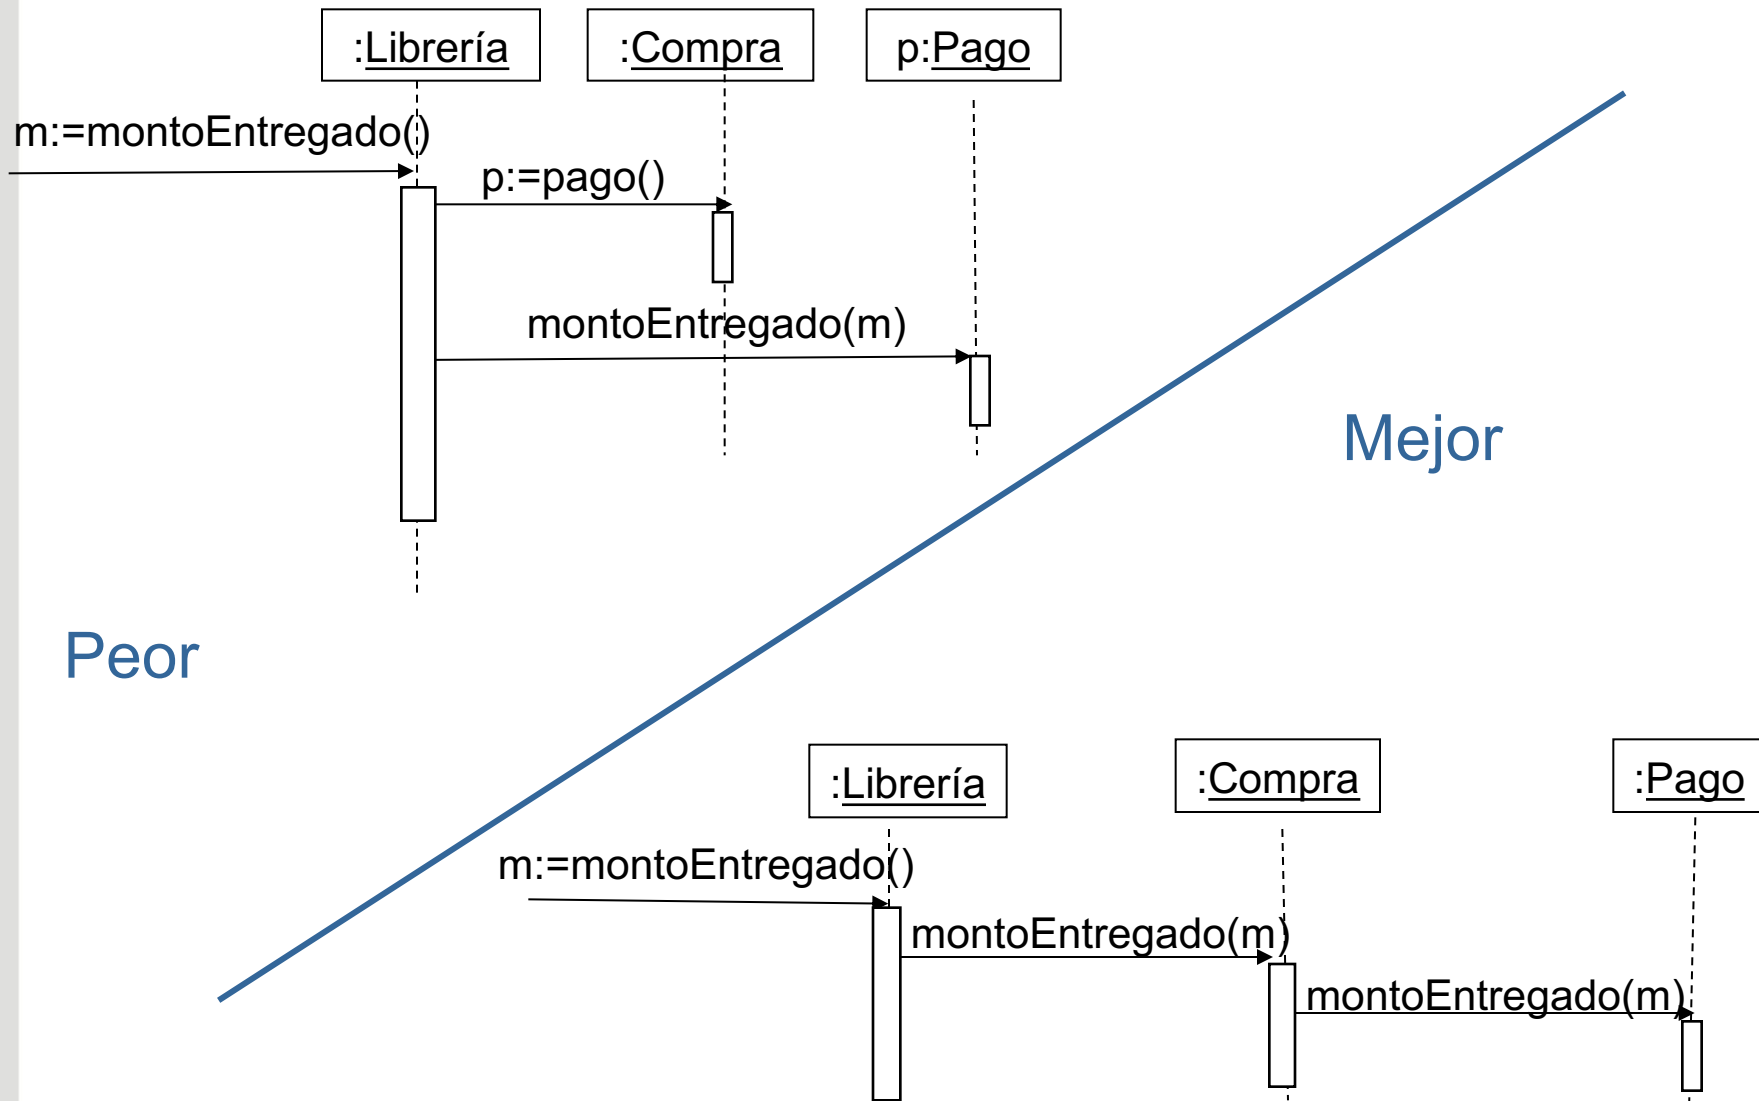 :Librería
:Compra
p:Pago
m:=montoEntregado()
p:=pago()
montoEntregado(m)
Mejor
Peor
:Librería
:Compra
:Pago
m:=montoEntregado()
montoEntregado(m)
montoEntregado(m)